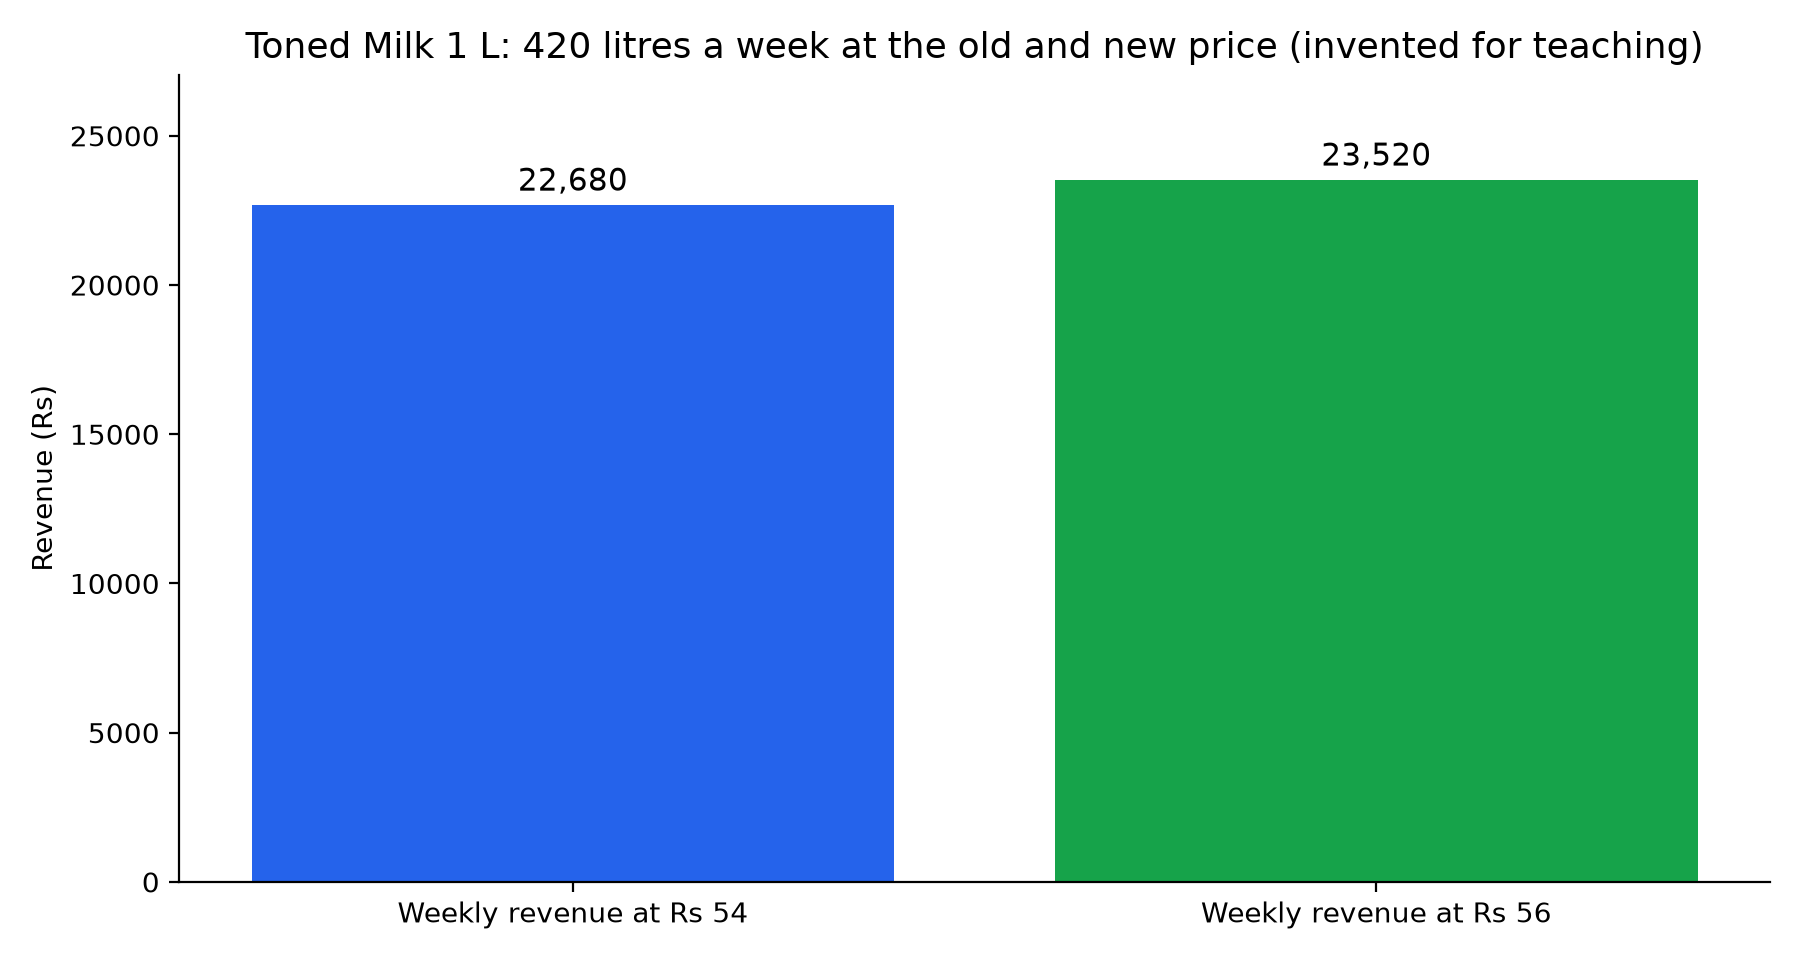 Toned Milk 1 L: 420 litres a week at the old and new price (invented for teaching)
25000
20000
15000
10000
5000
0
Revenue (Rs)
22,680
23,520
Weekly revenue at Rs 54
Weekly revenue at Rs 56